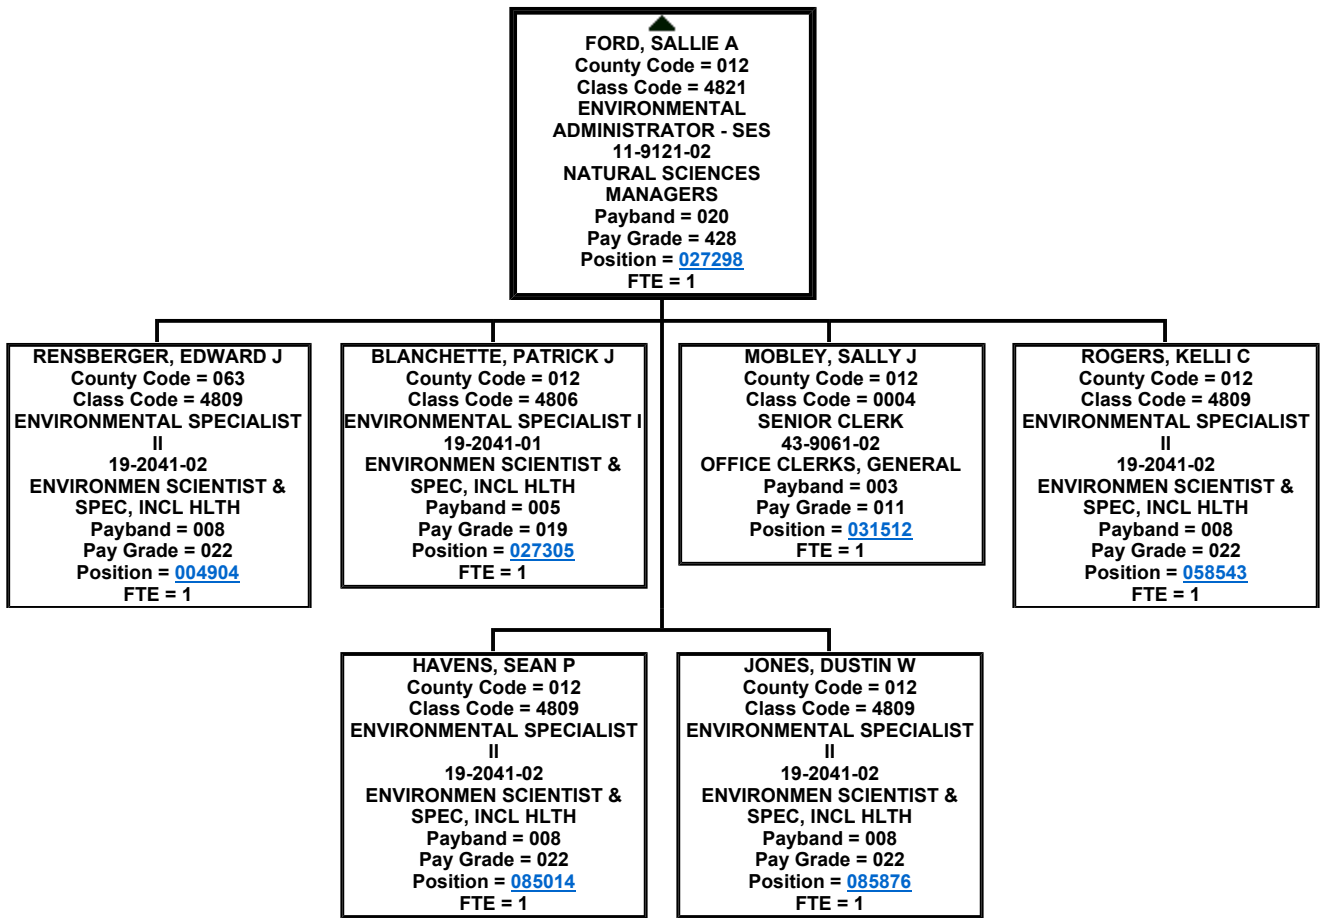 FORD, SALLIE A
County Code = 012
Class Code = 4821
ENVIRONMENTAL
ADMINISTRATOR - SES
11-9121-02
NATURAL SCIENCES
MANAGERS
Payband = 020
Pay Grade = 428
Position = 027298
FTE = 1
RENSBERGER, EDWARD J
County Code = 063
Class Code = 4809
ENVIRONMENTAL SPECIALIST
II
19-2041-02
ENVIRONMEN SCIENTIST &
SPEC, INCL HLTH
Payband = 008
Pay Grade = 022
Position = 004904
FTE = 1
BLANCHETTE, PATRICK J
County Code = 012
Class Code = 4806
ENVIRONMENTAL SPECIALIST I
19-2041-01
ENVIRONMEN SCIENTIST &
SPEC, INCL HLTH
Payband = 005
Pay Grade = 019
Position = 027305
FTE = 1
MOBLEY, SALLY J
County Code = 012
Class Code = 0004
SENIOR CLERK
43-9061-02
OFFICE CLERKS, GENERAL
Payband = 003
Pay Grade = 011
Position = 031512
FTE = 1
ROGERS, KELLI C
County Code = 012
Class Code = 4809
ENVIRONMENTAL SPECIALIST
II
19-2041-02
ENVIRONMEN SCIENTIST &
SPEC, INCL HLTH
Payband = 008
Pay Grade = 022
Position = 058543
FTE = 1
HAVENS, SEAN P
County Code = 012
Class Code = 4809
ENVIRONMENTAL SPECIALIST
II
19-2041-02
ENVIRONMEN SCIENTIST &
SPEC, INCL HLTH
Payband = 008
Pay Grade = 022
Position = 085014
FTE = 1
JONES, DUSTIN W
County Code = 012
Class Code = 4809
ENVIRONMENTAL SPECIALIST
II
19-2041-02
ENVIRONMEN SCIENTIST &
SPEC, INCL HLTH
Payband = 008
Pay Grade = 022
Position = 085876
FTE = 1